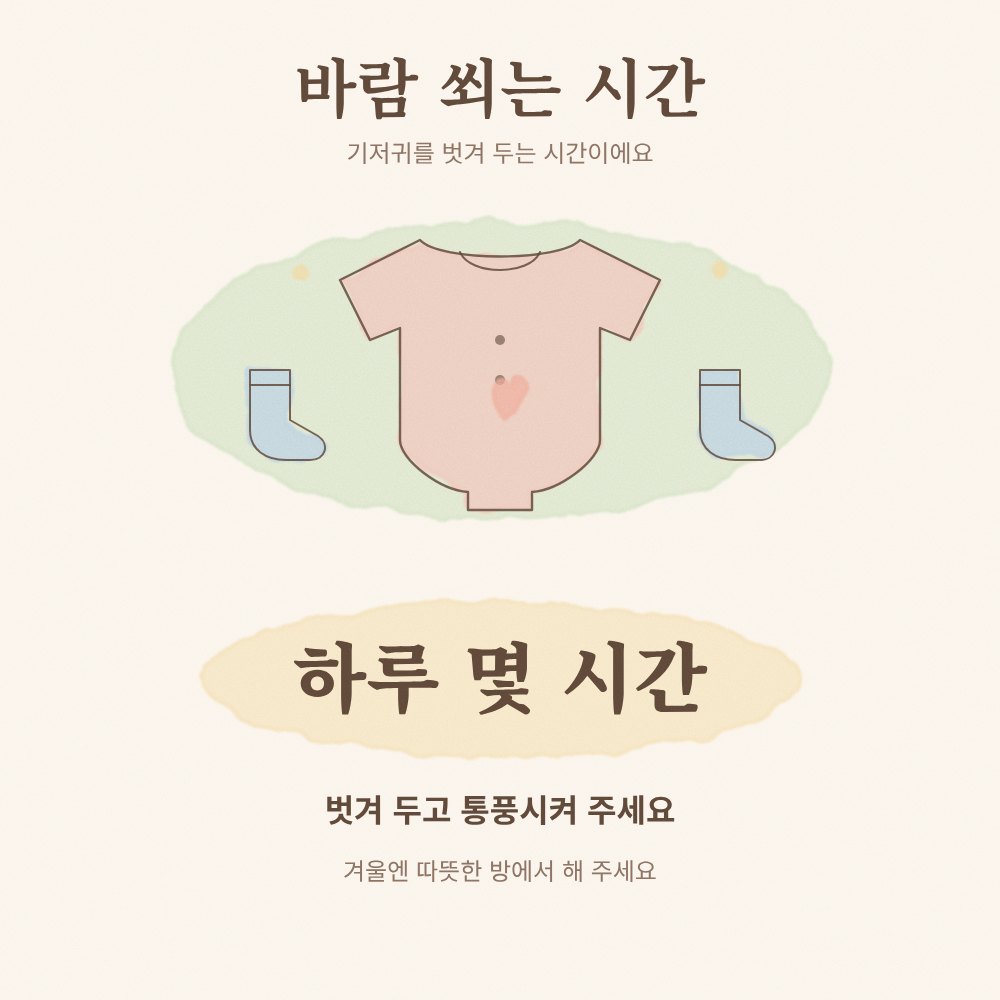 바람 쐬는 시간
기저귀를 벗겨 두는 시간이에요
하루 몇 시간
벗겨 두고 통풍시켜 주세요
겨울엔 따뜻한 방에서 해 주세요